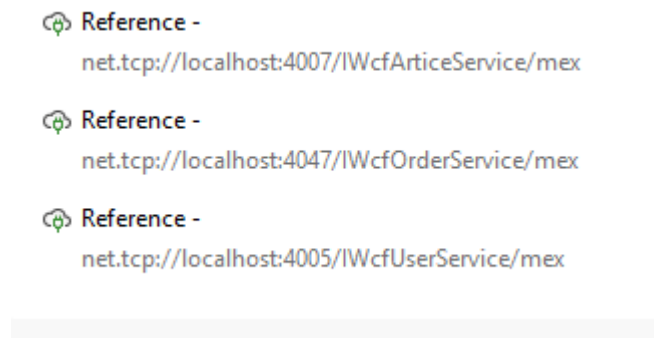 Reference -
net.tcp://localhost:4007/IWcfArticeService/mex
Reference -
net.tcp://localhost:4047/IWcfOrderService/mex
Reference -
net.tcp://localhost:4005/IWcfUserService/mex